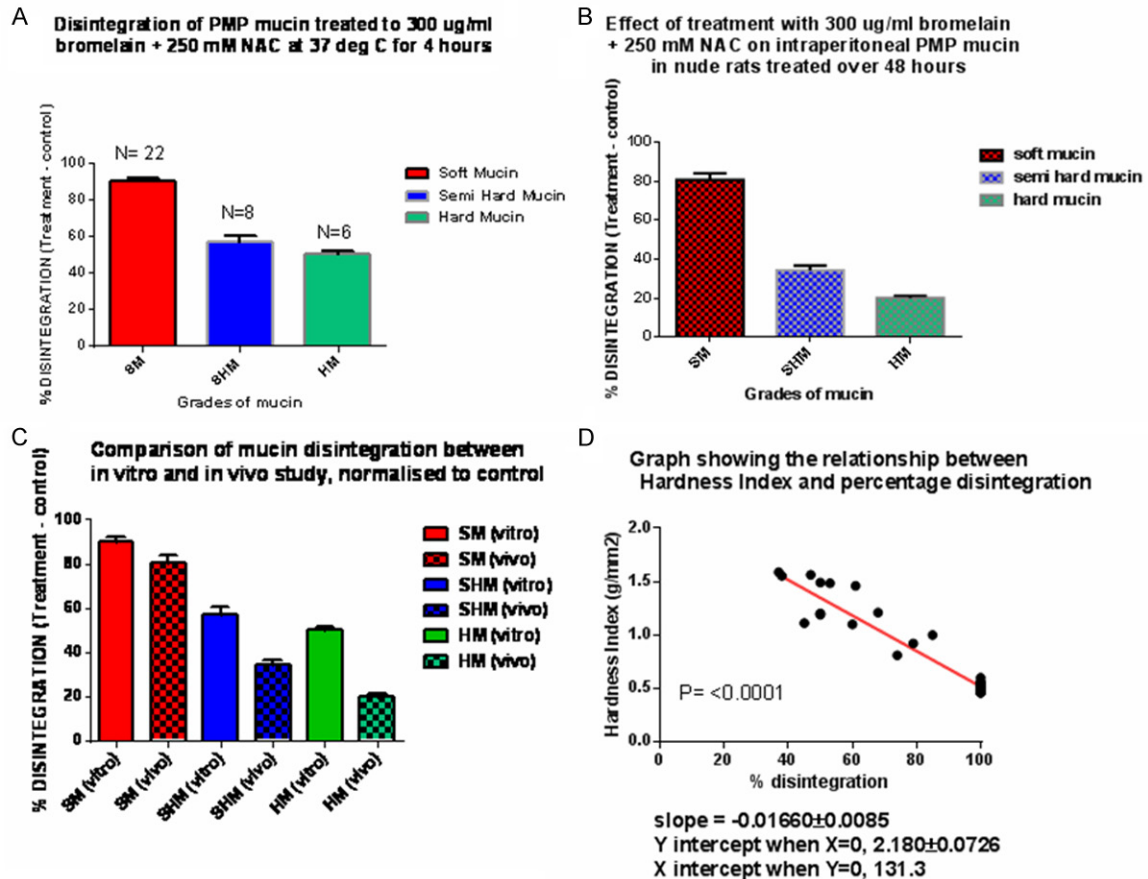 A
Disintegration of PMP mucin treated to 300 ug/ml
bromelain + 250 mM NAC at 37 deg C for 4 hours
% DISINTEGRATION (Treatment - control)
100
80
60
40
20
0
N= 22
N=8
N=6
SM
SHM
HM
Grades of mucin
Soft Mucin
Semi Hard Mucin
Hard Mucin
B
Effect of treatment with 300 ug/ml bromelain
+ 250 mM NAC on intraperitoneal PMP mucin
in nude rats treated over 48 hours
% DISINTEGRATION (Treatment - control)
100
80
60
40
20
0
SM
SHM
HM
Grades of mucin
soft mucin
semi hard mucin
hard mucin
C
Comparison of mucin disintegration between
in vitro and in vivo study, normalised to control
% DISINTEGRATION (Treatment - control)
100
80
60
40
20
0
SM (vitro)
SM (vivo)
SHM (vitro)
SHM (vivo)
HM (vitro)
HM (vivo)
SM (vitro)
SM (vivo)
SHM (vitro)
SHM (vivo)
HM (vitro)
HM (vivo)
D
Graph showing the relationship between
Hardness Index and percentage disintegration
Hardness Index (g/mm2)
2.0
1.5
1.0
0.5
0.0
P= <0.0001
0
20
40
60
80
100
% disintegration
slope = -0.01660±0.0085
Y intercept when X=0, 2.180±0.0726
X intercept when Y=0, 131.3